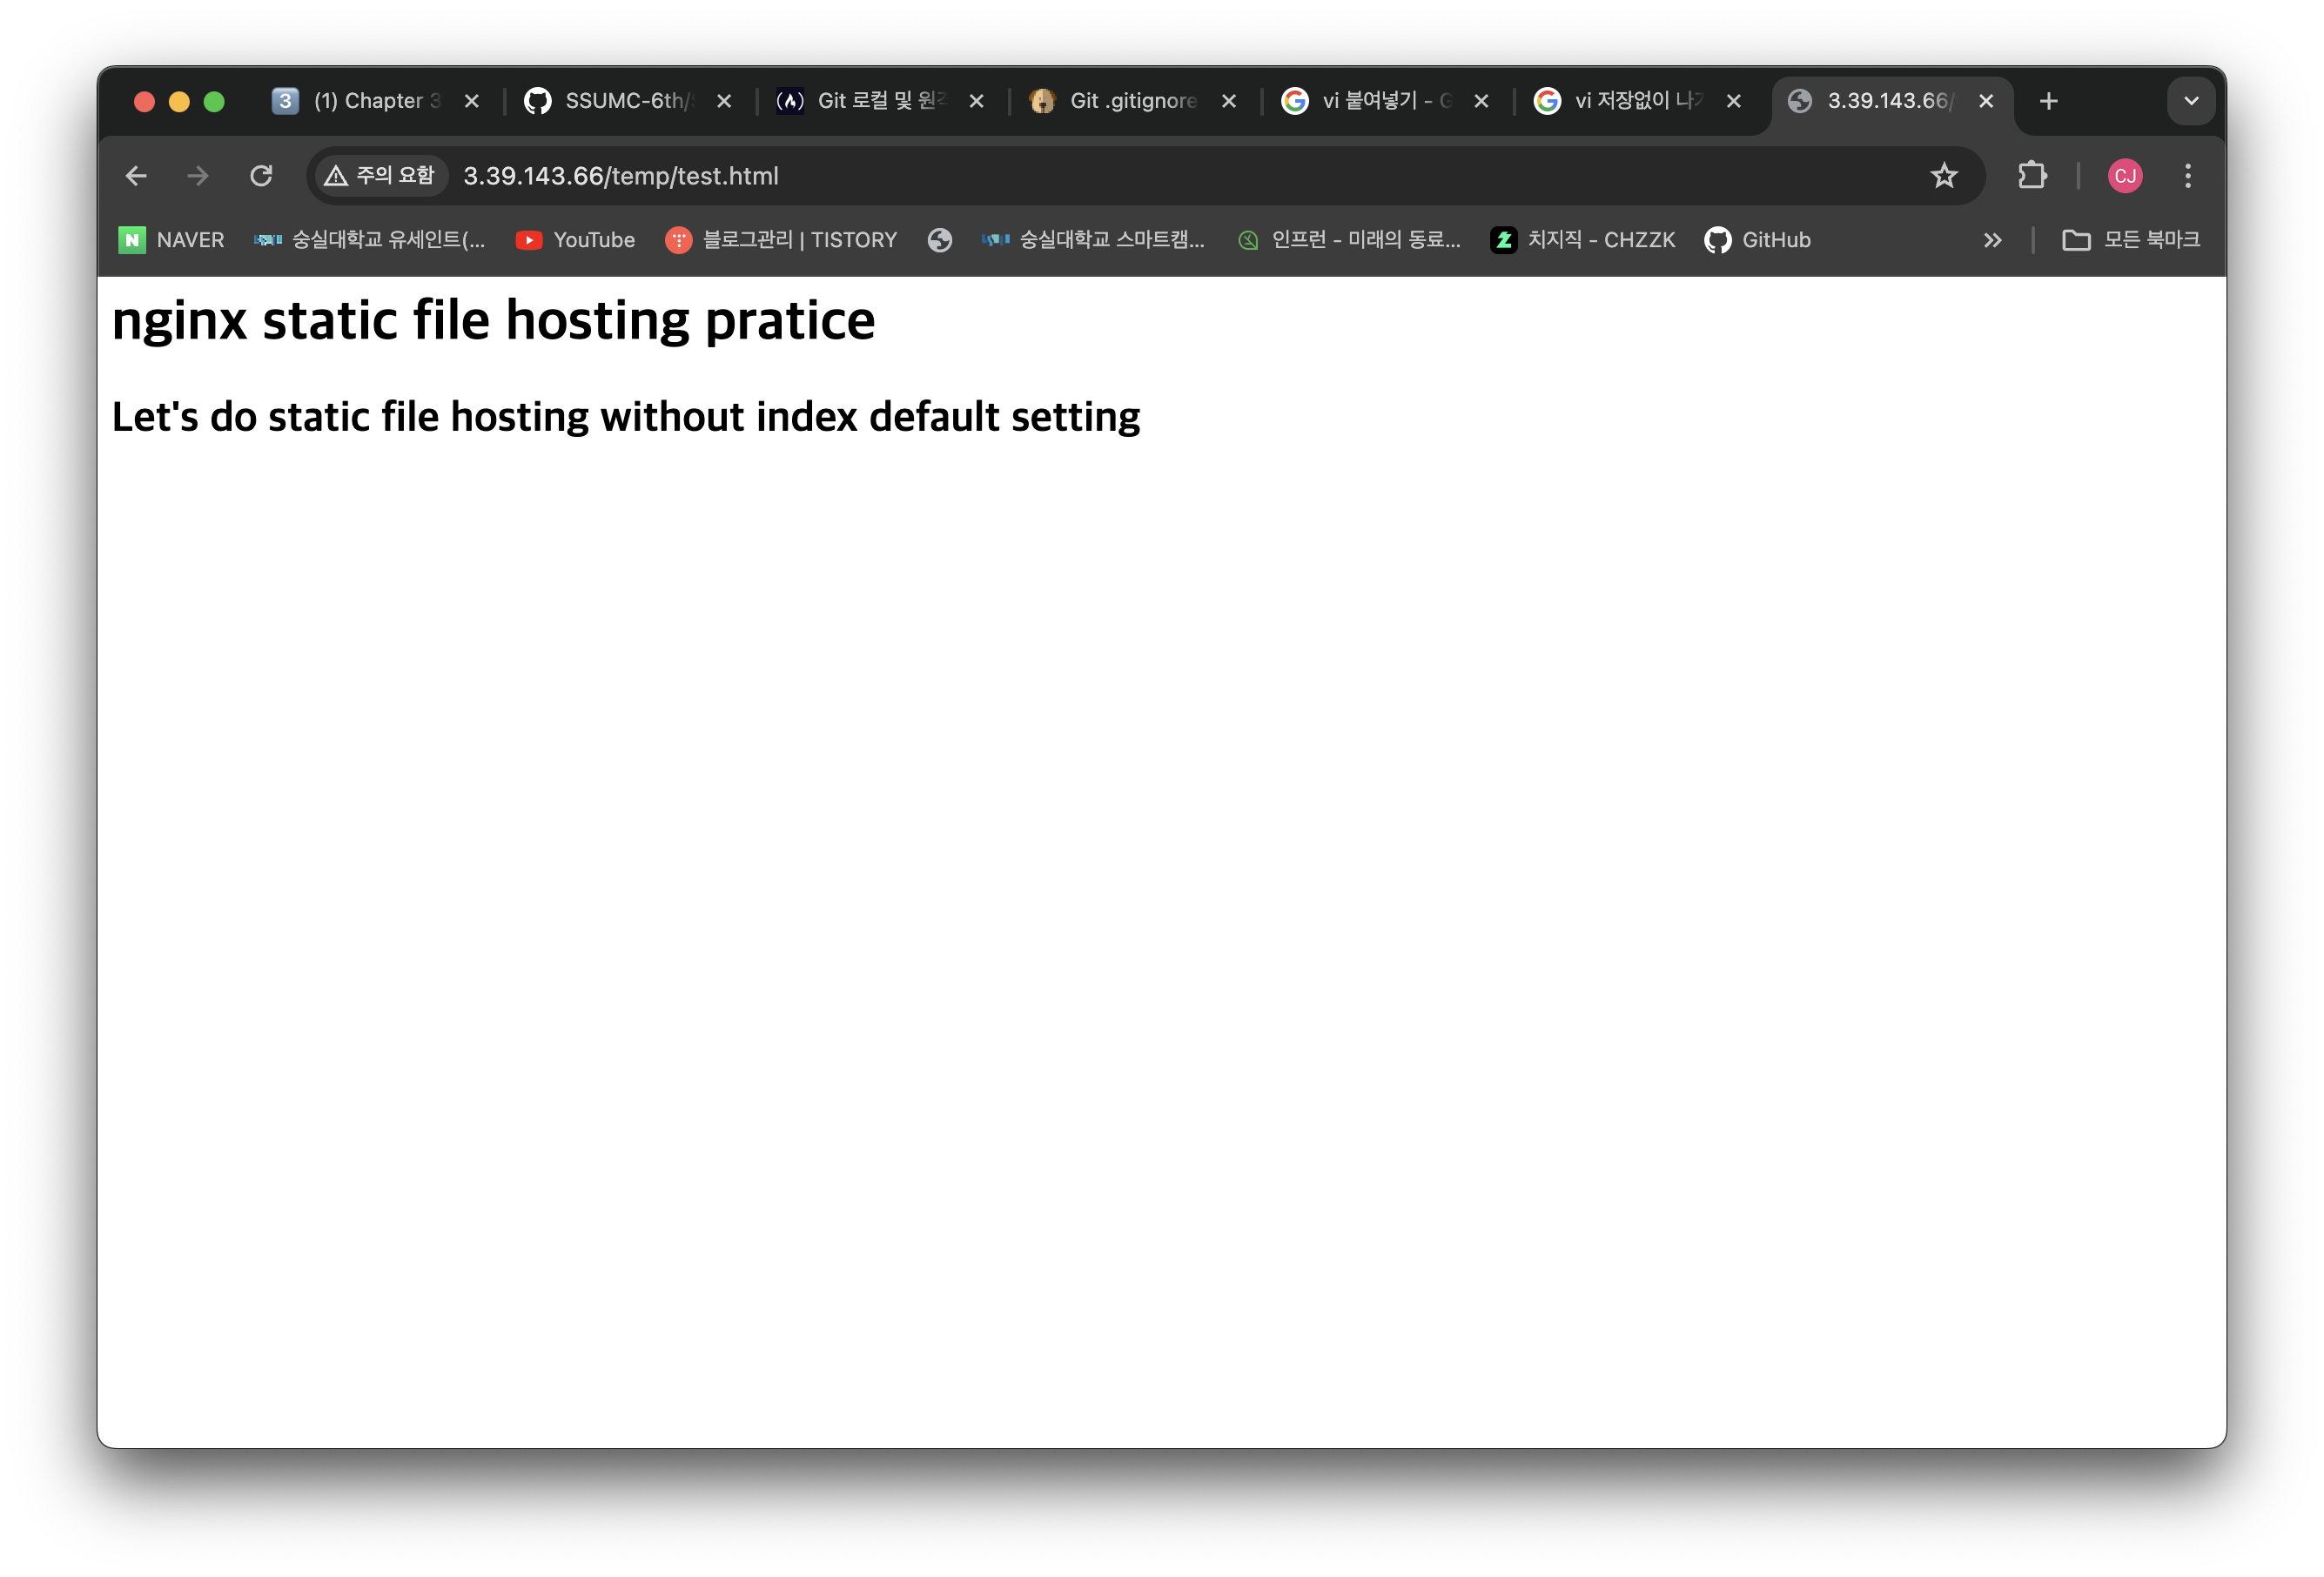 3 (1) Chapter 3
SSUMC-6th/
Git 로컬 및 원격
Git .gitignore
vi 붙여넣기 - G
vi 저장없이 나가
3.39.143.66/
주의 요함 3.39.143.66/temp/test.html CJ
N NAVER 숭실대학교 유세인트(... YouTube 블로그관리 | TISTORY 숭실대학교 스마트캠... 인프런 - 미래의 동료... 치지직 - CHZZK GitHub 모든 북마크
nginx static file hosting pratice
Let's do static file hosting without index default setting